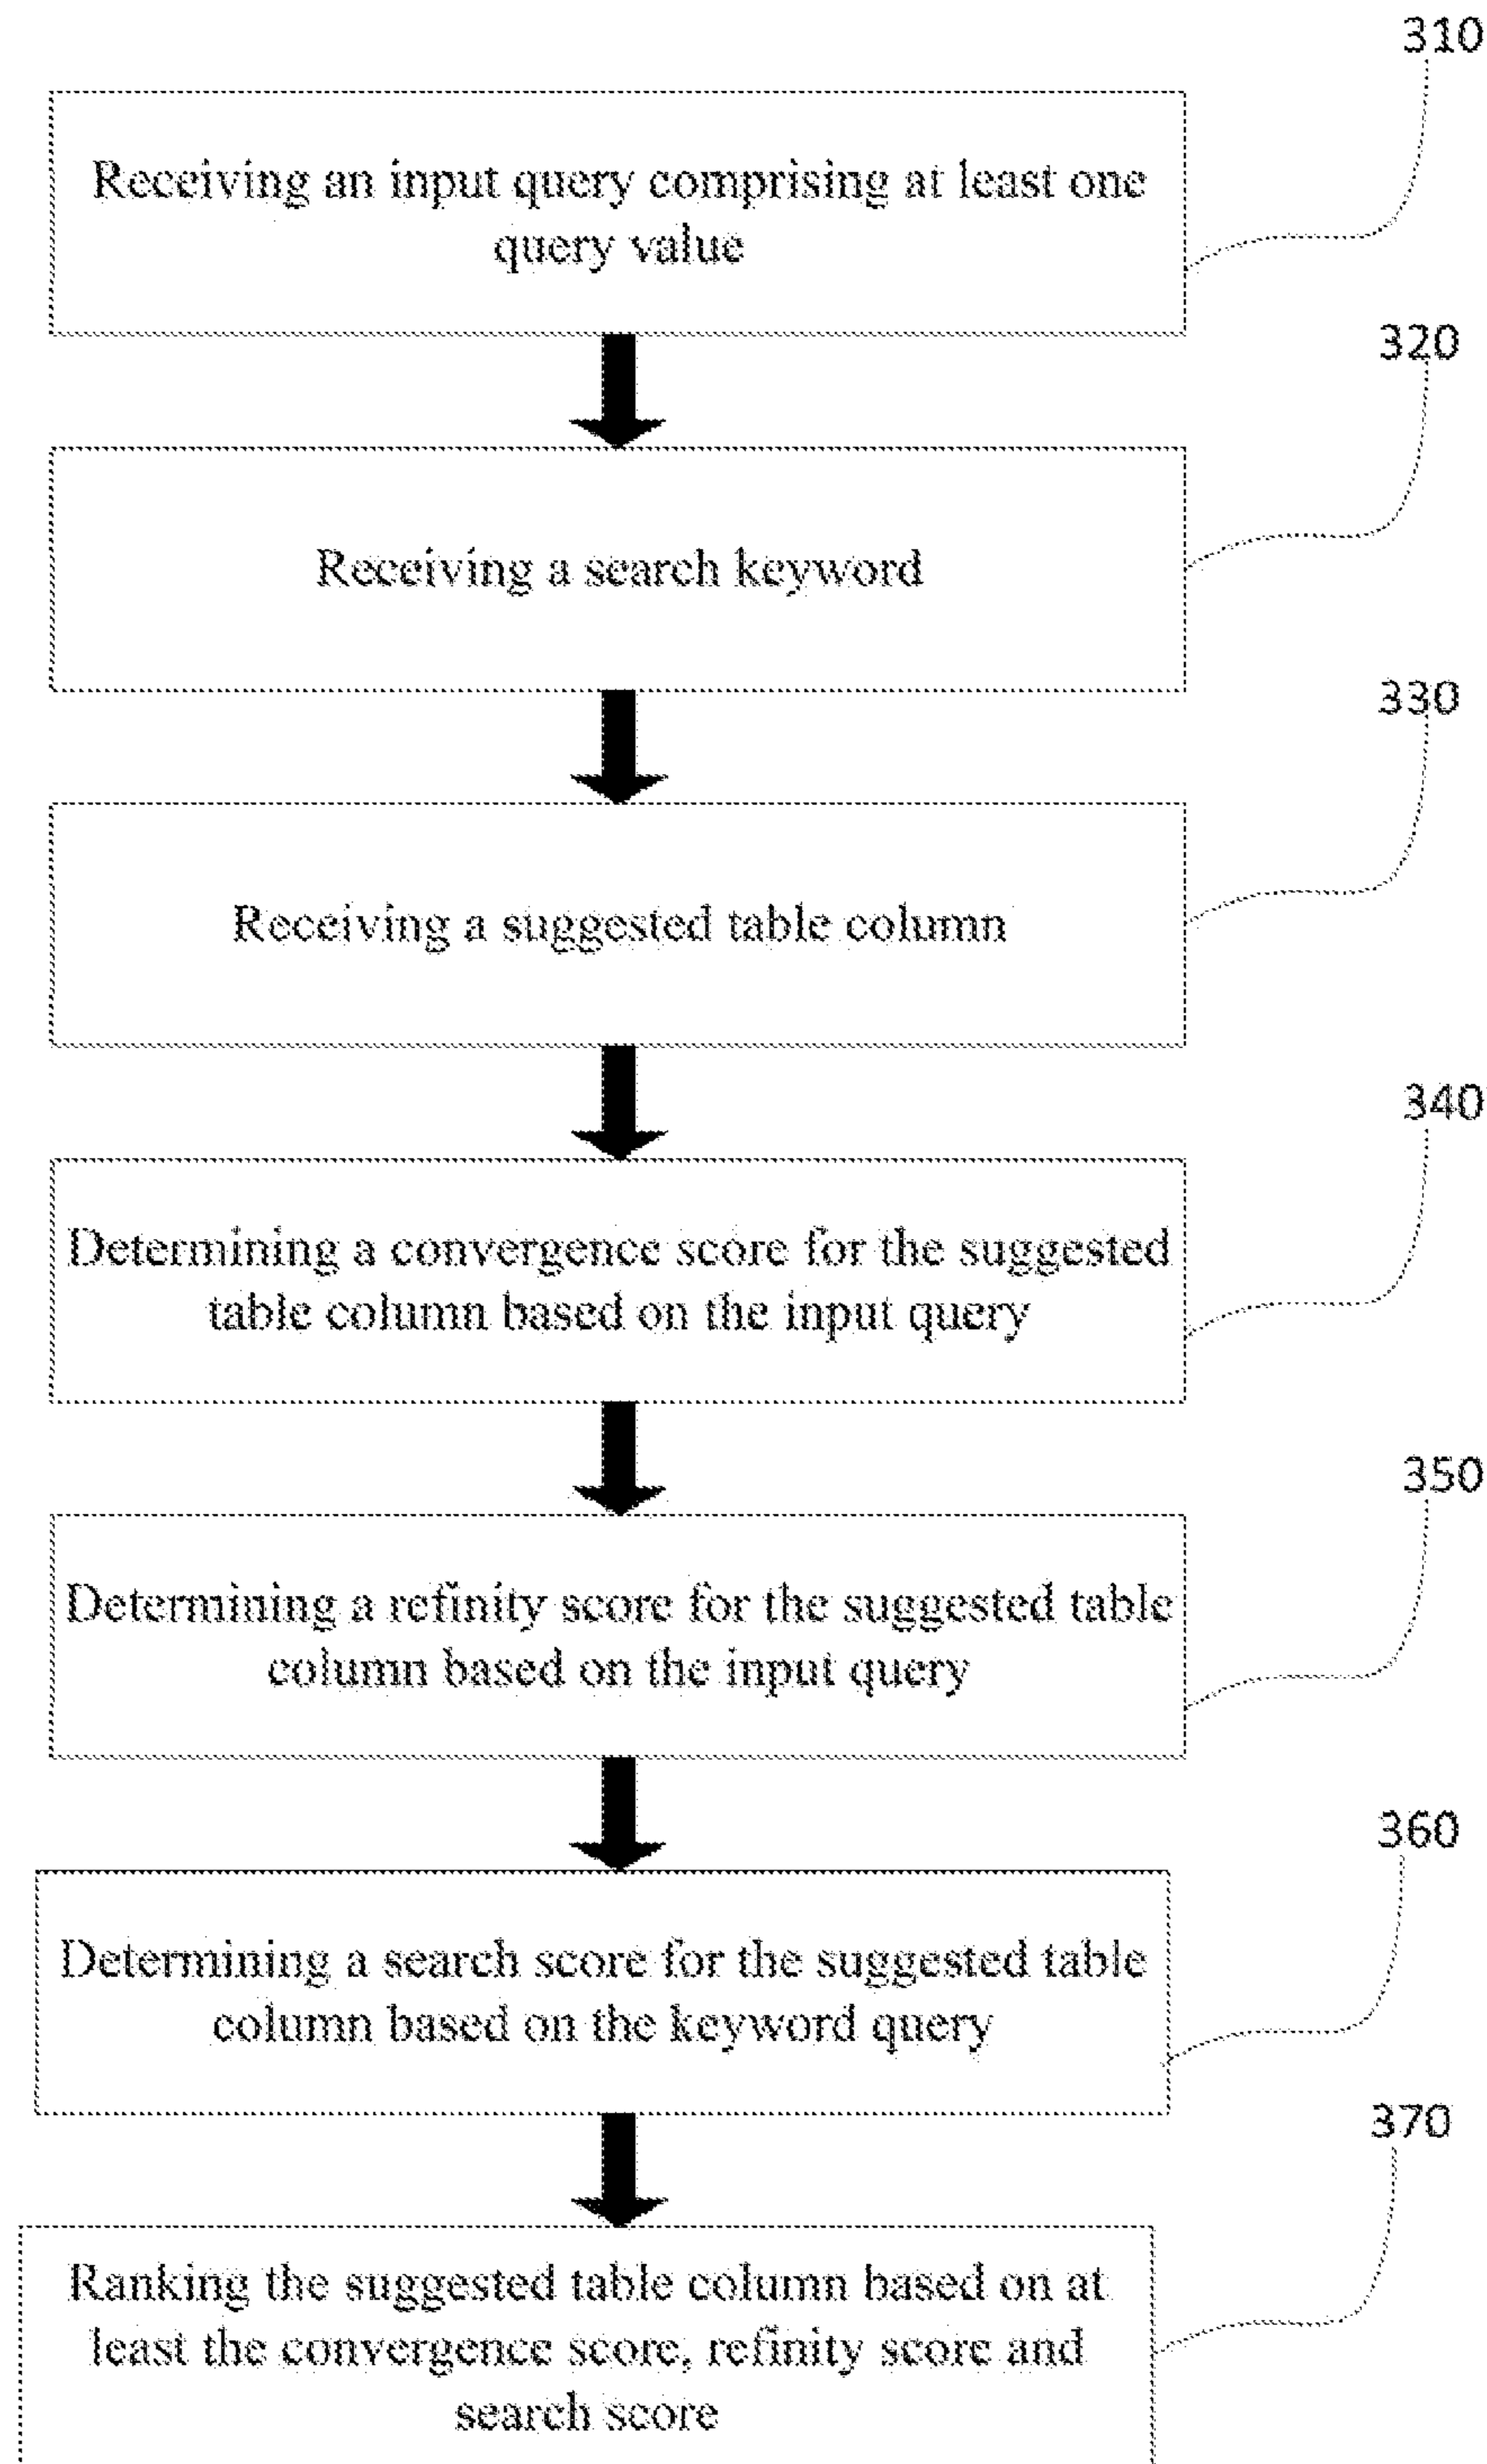 310
Receiving an input query comprising at least one
query value
320
Receiving a search keyword
330
Receiving a suggested table column
340
Determining a convergence score for the suggested
table column based on the input query
350
Determining a refinity score for the suggested table
column based on the input query
360
Determining a search score for the suggested table
column based on the keyword query
370
Ranking the suggested table column based on at
least the convergence score, refinity score and
search score